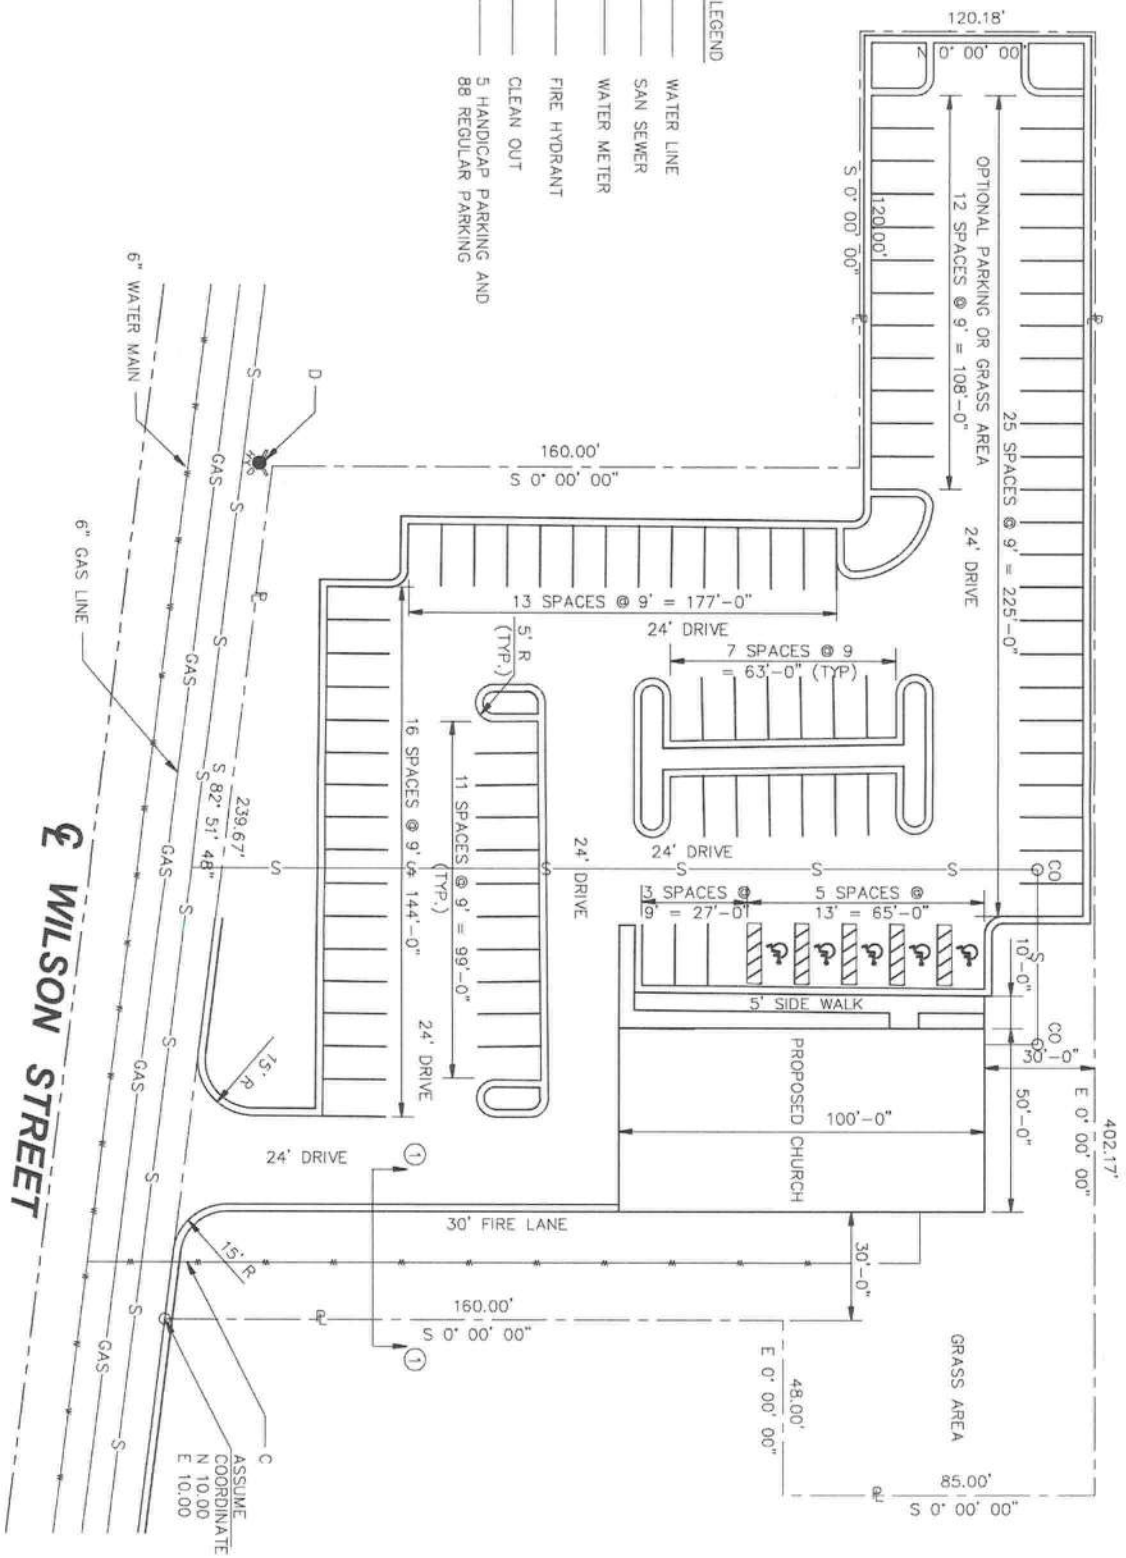 LEGEND
WATER LINE
SAN SEWER
WATER METER
FIRE HYDRANT
CLEAN OUT
5 HANDICAP PARKING AND
88 REGULAR PARKING
120.18'
N 0° 00' 00"
S 0° 00' 00"
120.00'
OPTIONAL PARKING OR GRASS AREA
12 SPACES @ 9' = 108'-0"
25 SPACES @ 9' = 225'-0"
24' DRIVE
160.00'
S 0° 00' 00"
13 SPACES @ 9' = 177'-0"
24' DRIVE
7 SPACES @ 9
= 63'-0" (TYP)
5' R
(TYP.)
16 SPACES @ 9' = 144'-0"
11 SPACES @ 9' = 99'-0"
(TYP.)
24' DRIVE
24' DRIVE
24' DRIVE
3 SPACES @
9' = 27'-0"
5 SPACES @
13' = 65'-0"
5' SIDE WALK
PROPOSED CHURCH
100'-0"
50'-0"
10'-0"
30'-0"
CO
CO
402.17'
E 0° 00' 00"
30'-0"
24' DRIVE
15' R
15' R
30' FIRE LANE
1
1
160.00'
S 0° 00' 00"
48.00'
E 0° 00' 00"
GRASS AREA
85.00'
S 0° 00' 00"
239.67'
S 82° 51' 48"
D
HYD
6" WATER MAIN
6" GAS LINE
GAS
GAS
GAS
GAS
GAS
S
S
S
S
S
S
S
S
S
S
S
S
S
S
C
ASSUME
COORDINATE
N 10.00
E 10.00
WILSON STREET